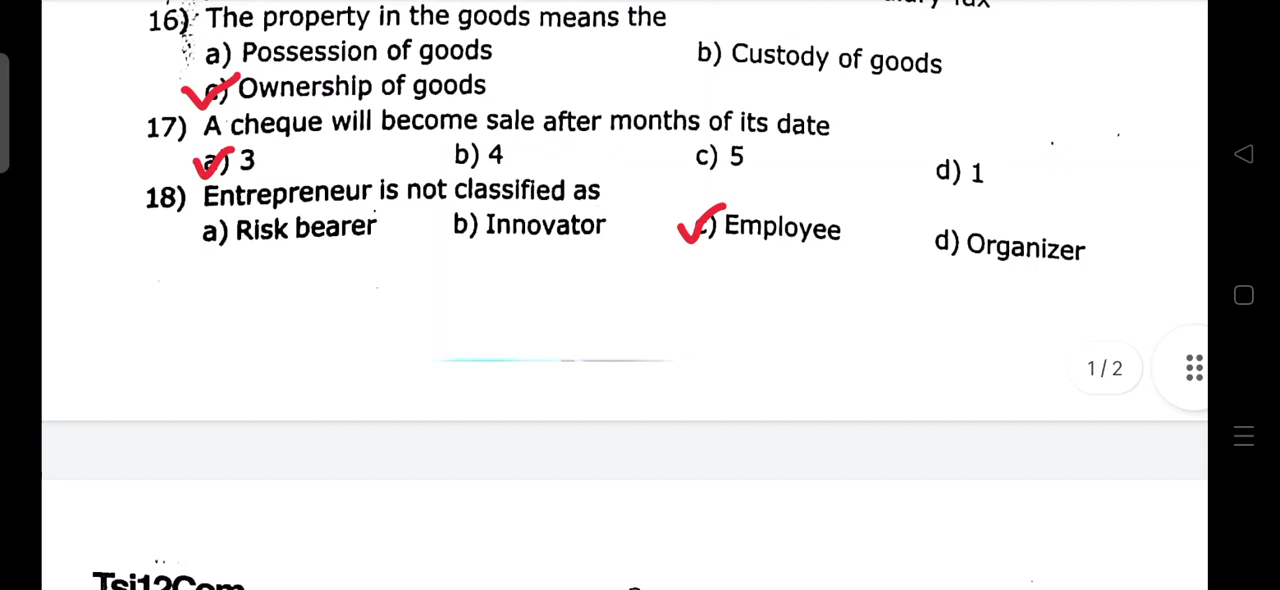 16) The property in the goods means the
a) Possession of goods b) Custody of goods
c) Ownership of goods
17) A cheque will become sale after months of its date
a) 3 b) 4 c) 5 d) 1
18) Entrepreneur is not classified as
a) Risk bearer b) Innovator c) Employee d) Organizer
1/2
Tsi12Com